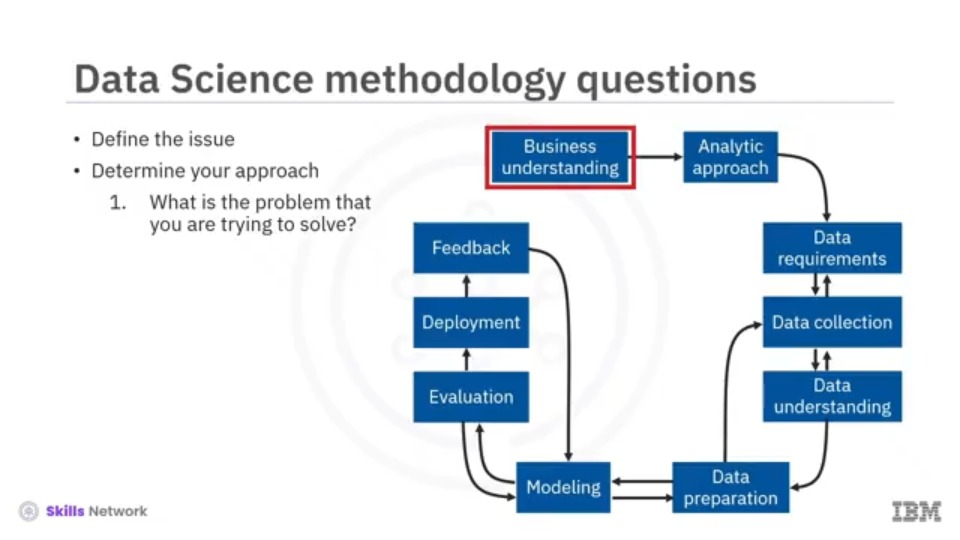 Data Science methodology questions
• Define the issue
• Determine your approach
1. What is the problem that
you are trying to solve?
Business
understanding
Analytic
approach
Data
requirements
Data collection
Data
understanding
Data
preparation
Modeling
Evaluation
Deployment
Feedback
Skills Network
IBM